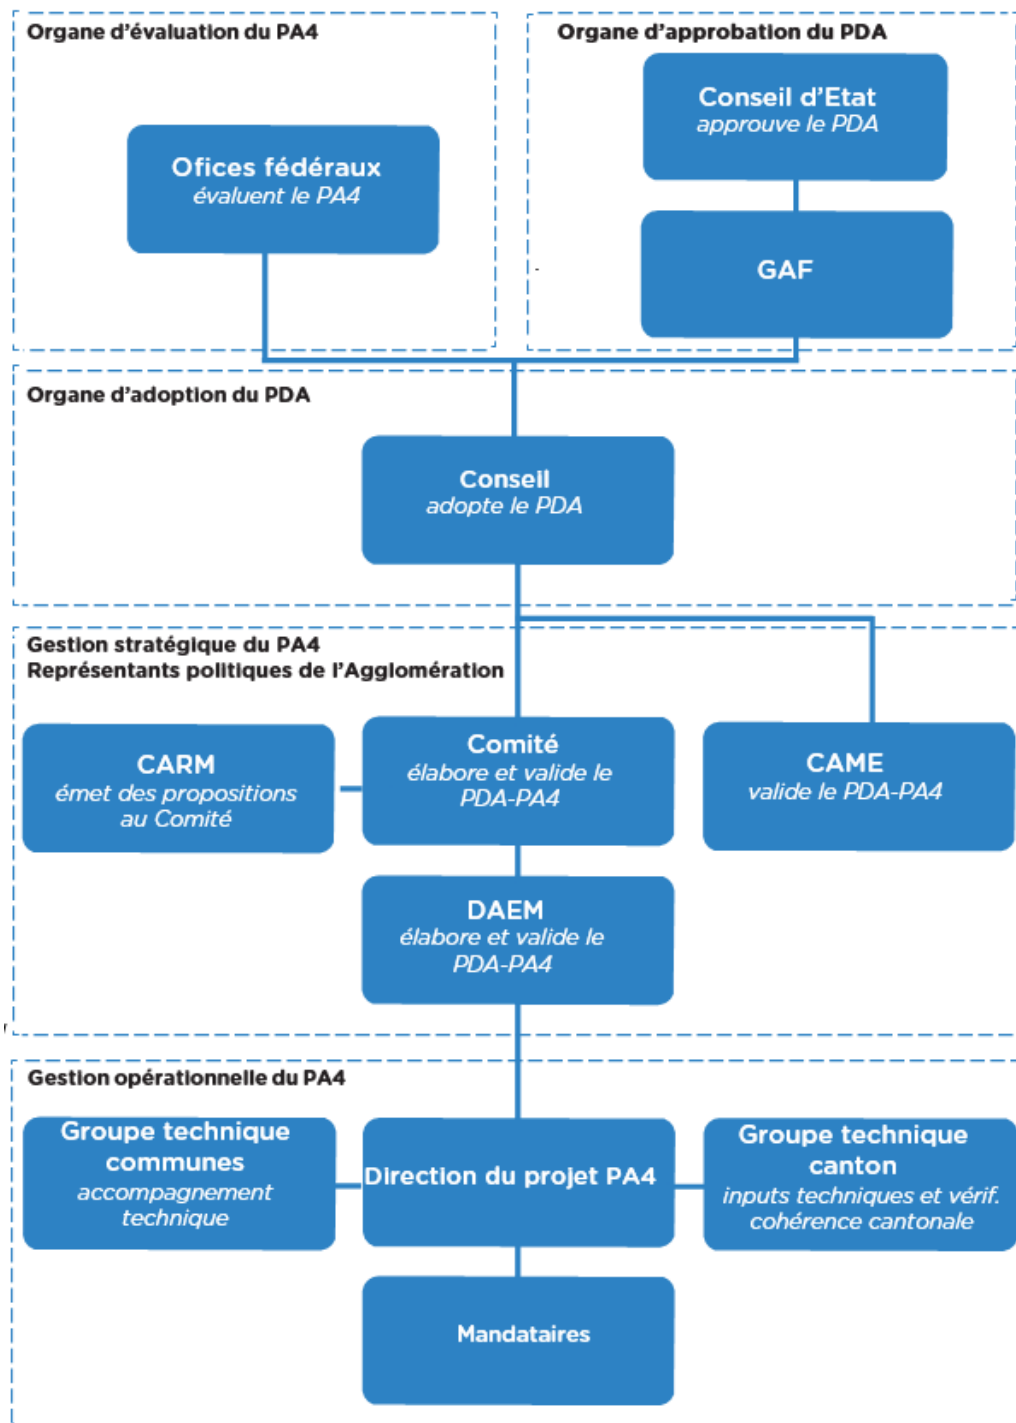 Organe d'évaluation du PA4
Ofices fédéraux
évaluent le PA4
Organe d'approbation du PDA
Conseil d'Etat
approuve le PDA
GAF
Organe d'adoption du PDA
Conseil
adopte le PDA
Gestion stratégique du PA4
Représentants politiques de l'Agglomération
CARM
émet des propositions
au Comité
Comité
élabore et valide le
PDA-PA4
CAME
valide le PDA-PA4
DAEM
élabore et valide le
PDA-PA4
Gestion opérationnelle du PA4
Groupe technique
communes
accompagnement
technique
Direction du projet PA4
Groupe technique
canton
inputs techniques et vérif.
cohérence cantonale
Mandataires